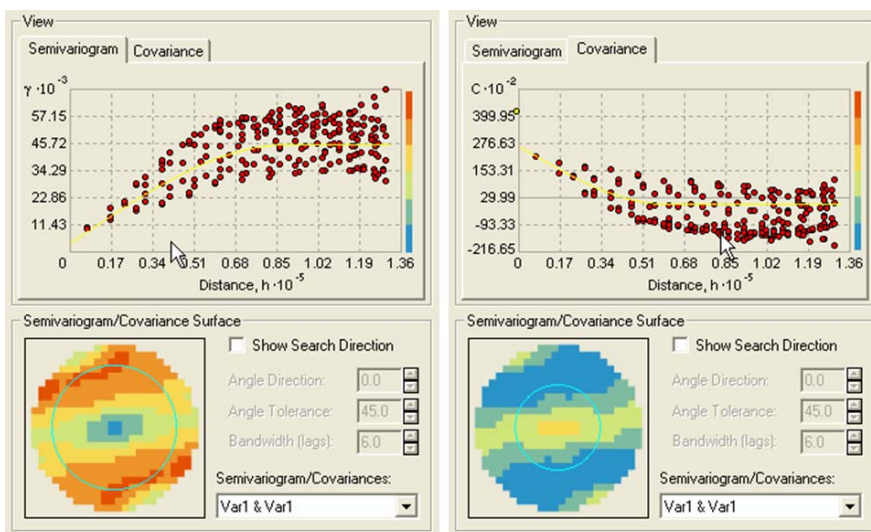 View
Semivariogram Covariance
γ·10⁻³
57.15
45.72
34.29
22.86
11.43
0 0.17 0.34 0.51 0.68 0.85 1.02 1.19 1.36
Distance, h·10⁻⁵
Semivariogram/Covariance Surface
Show Search Direction
Angle Direction: 0.0
Angle Tolerance: 45.0
Bandwidth (lags): 6.0
Semivariogram/Covariances:
Var1 & Var1
View
Semivariogram Covariance
C·10⁻²
399.95
276.63
153.31
29.99
-93.33
-216.65
0 0.17 0.34 0.51 0.68 0.85 1.02 1.19 1.36
Distance, h·10⁻⁵
Semivariogram/Covariance Surface
Show Search Direction
Angle Direction: 0.0
Angle Tolerance: 45.0
Bandwidth (lags): 6.0
Semivariogram/Covariances:
Var1 & Var1